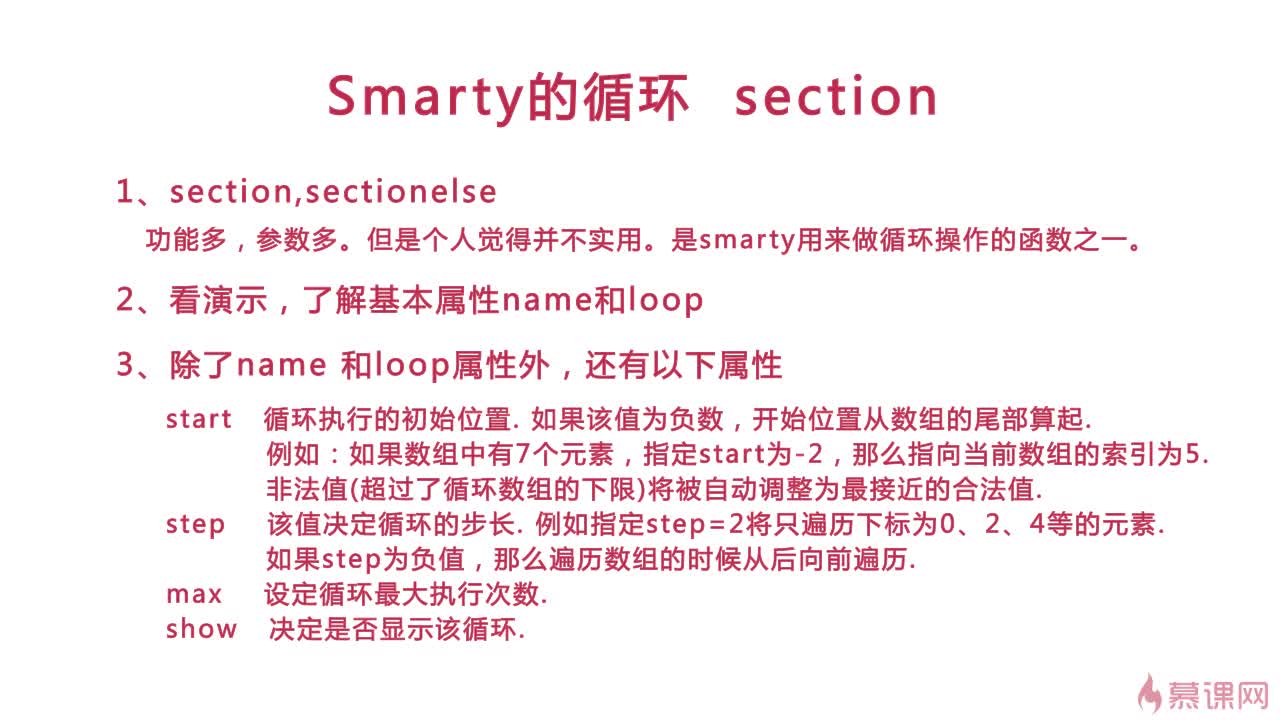 Smarty的循环 section
1、section,sectionelse
功能多，参数多。但是个人觉得并不实用。是smarty用来做循环操作的函数之一。
2、看演示，了解基本属性name和loop
3、除了name 和loop属性外，还有以下属性
start 循环执行的初始位置. 如果该值为负数，开始位置从数组的尾部算起.
例如：如果数组中有7个元素，指定start为-2，那么指向当前数组的索引为5.
非法值(超过了循环数组的下限)将被自动调整为最接近的合法值.
step 该值决定循环的步长. 例如指定step=2将只遍历下标为0、2、4等的元素.
如果step为负值，那么遍历数组的时候从后向前遍历.
max 设定循环最大执行次数.
show 决定是否显示该循环.
慕课网